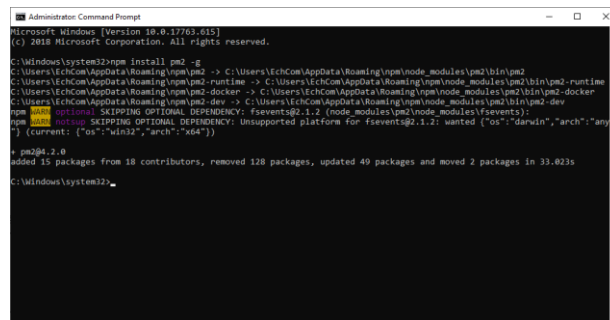 Administrator: Command Prompt
Microsoft Windows [Version 10.0.17763.615]
(c) 2018 Microsoft Corporation. All rights reserved.
C:\Windows\system32>npm install pm2 -g
C:\Users\EchCom\AppData\Roaming\npm\pm2 -> C:\Users\EchCom\AppData\Roaming\npm\node_modules\pm2\bin\pm2
C:\Users\EchCom\AppData\Roaming\npm\pm2-runtime -> C:\Users\EchCom\AppData\Roaming\npm\node_modules\pm2\bin\pm2-runtime
C:\Users\EchCom\AppData\Roaming\npm\pm2-docker -> C:\Users\EchCom\AppData\Roaming\npm\node_modules\pm2\bin\pm2-docker
C:\Users\EchCom\AppData\Roaming\npm\pm2-dev -> C:\Users\EchCom\AppData\Roaming\npm\node_modules\pm2\bin\pm2-dev
npm WARN optional SKIPPING OPTIONAL DEPENDENCY: fsevents@2.1.2 (node_modules\pm2\node_modules\fsevents):
npm WARN notsup SKIPPING OPTIONAL DEPENDENCY: Unsupported platform for fsevents@2.1.2: wanted {"os":"darwin","arch":"any
"} (current: {"os":"win32","arch":"x64"})
+ pm2@4.2.0
added 15 packages from 18 contributors, removed 128 packages, updated 49 packages and moved 2 packages in 33.023s
C:\Windows\system32>